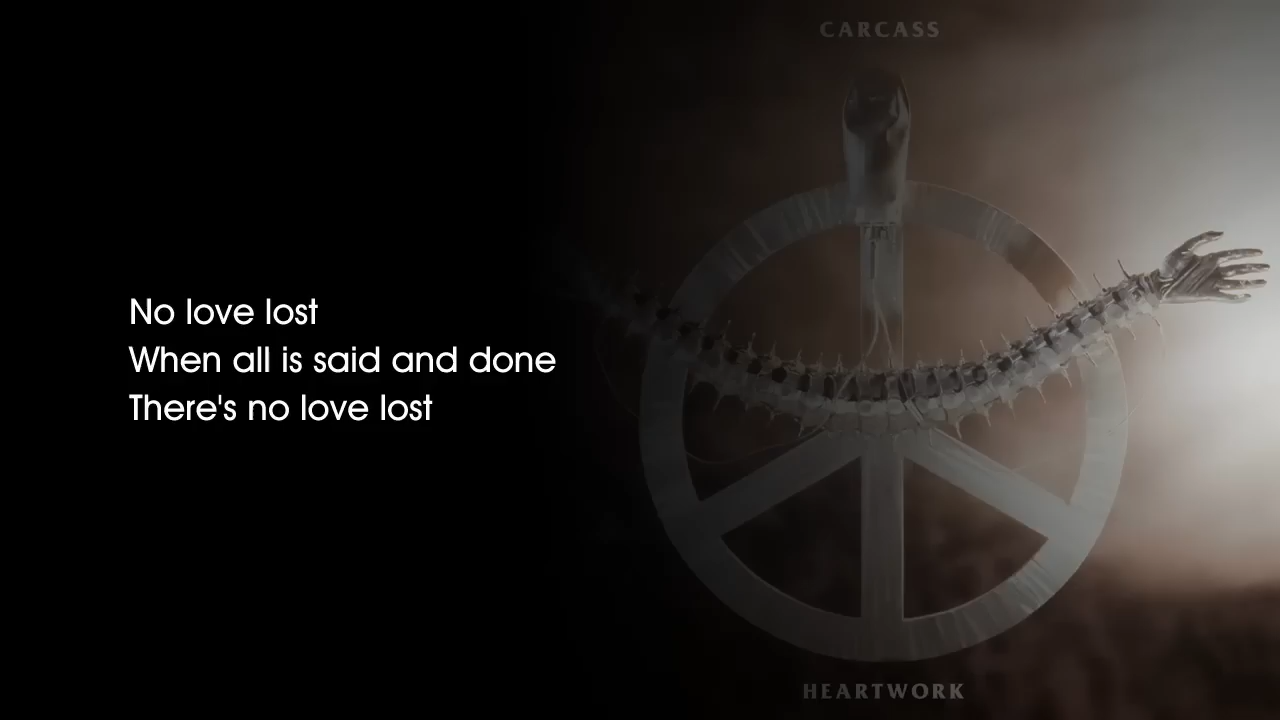 CARCASS
No love lost
When all is said and done
There's no love lost
HEARTWORK